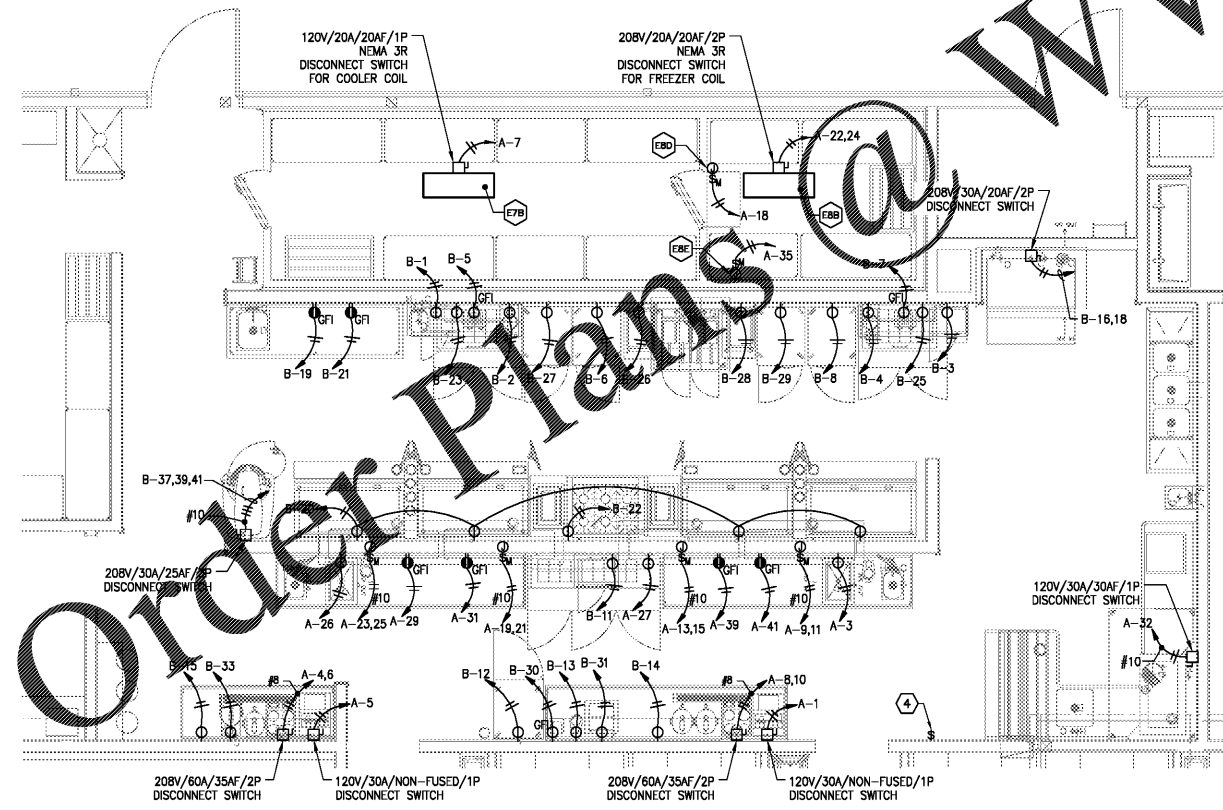 120V/20A/20AF/1P
NEMA 3R
DISCONNECT SWITCH
FOR COOLER COIL
208V/20A/20AF/2P
NEMA 3R
DISCONNECT SWITCH
FOR FREEZER COIL
A-7
E8D
A-22,24
E7B
E8B
A-18
208V/30A/20AF/2P
DISCONNECT SWITCH
E8E
A-35
B-1
B-5
B-7
GFI
GFI
GFI
GFI
B-16,18
B-19
B-21
B-23
B-2
B-27
B-6
B-26
B-28
B-29
B-8
B-4
B-25
B-3
B-37,39,41
#10
B-22
208V/30A/25AF/3P
DISCONNECT SWITCH
GFI
GFI
GFI
GFI
#10
#10
#10
#10
A-26
A-23,25
A-29
A-31
A-19,21
B-11
A-27
A-13,15
A-39
A-41
A-9,11
A-3
120V/30A/30AF/1P
DISCONNECT SWITCH
A-32
#10
B-15
B-33
#8
A-4,6
A-5
B-12
B-30
B-13
B-31
B-14
#8
A-8,10
A-1
GFI
4
S
208V/60A/35AF/2P
DISCONNECT SWITCH
120V/30A/NON-FUSED/1P
DISCONNECT SWITCH
208V/60A/35AF/2P
DISCONNECT SWITCH
120V/30A/NON-FUSED/1P
DISCONNECT SWITCH
Order Plans @ w